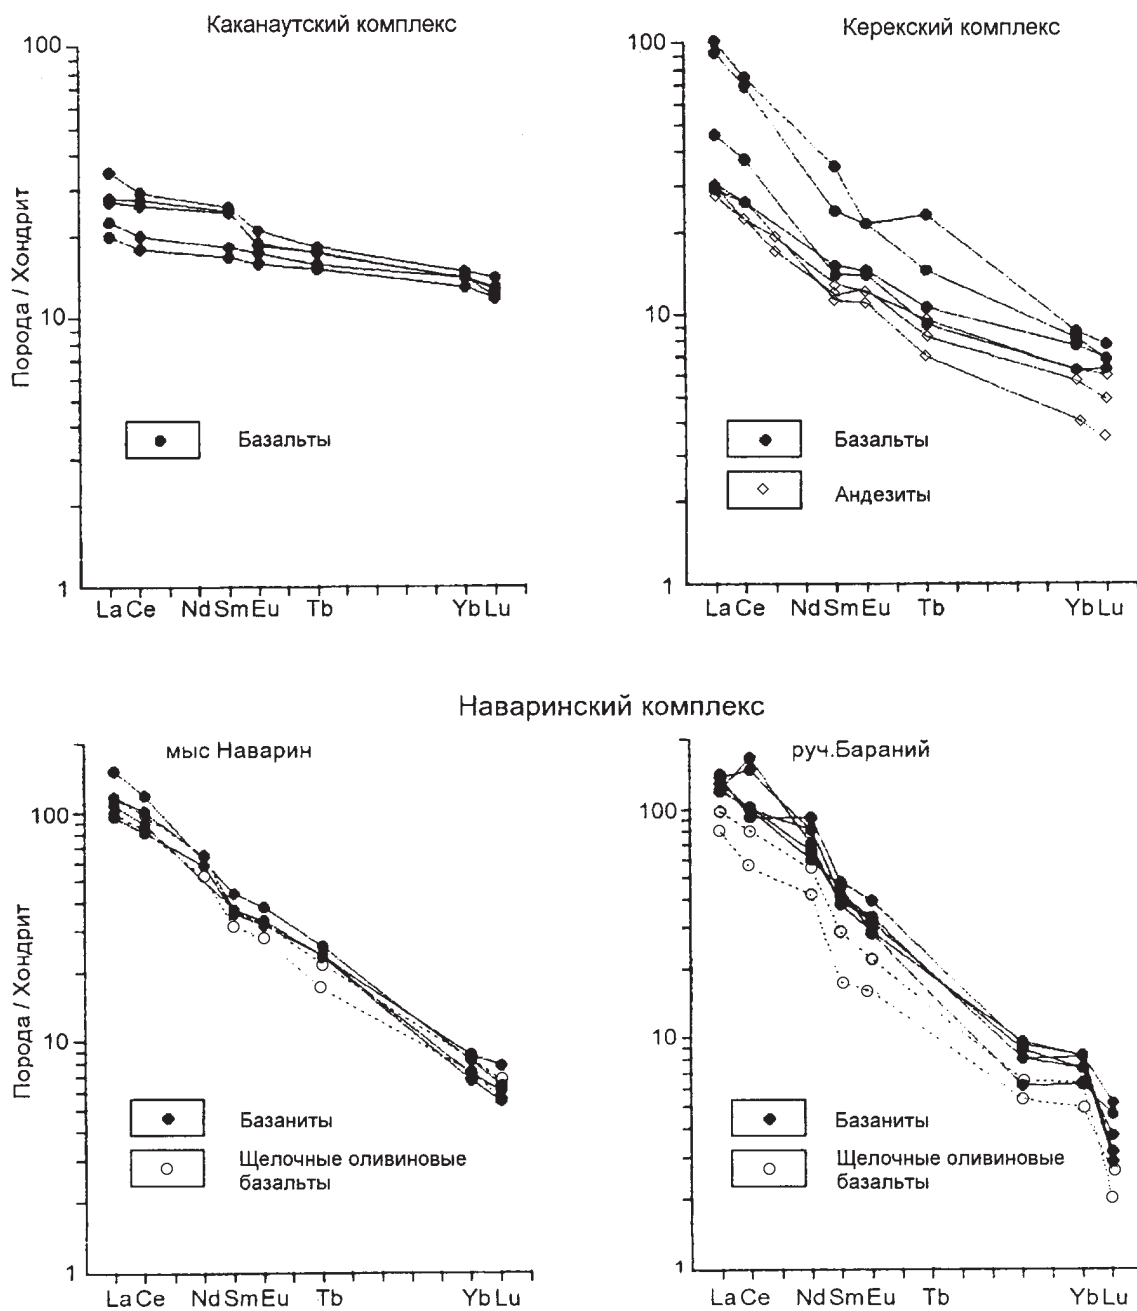 Каканаутский комплекс
100
10
1
Порода / Хондрит
Базальты
La Ce Nd Sm Eu Tb Yb Lu
Керекский комплекс
100
10
1
Базальты
Андезиты
La Ce Nd Sm Eu Tb Yb Lu
Наваринский комплекс
мыс Наварин
100
10
1
Порода / Хондрит
Базаниты
Щелочные оливиновые
базальты
La Ce Nd Sm Eu Tb Yb Lu
руч.Бараний
100
10
1
Базаниты
Щелочные оливиновые
базальты
La Ce Nd Sm Eu Tb Yb Lu